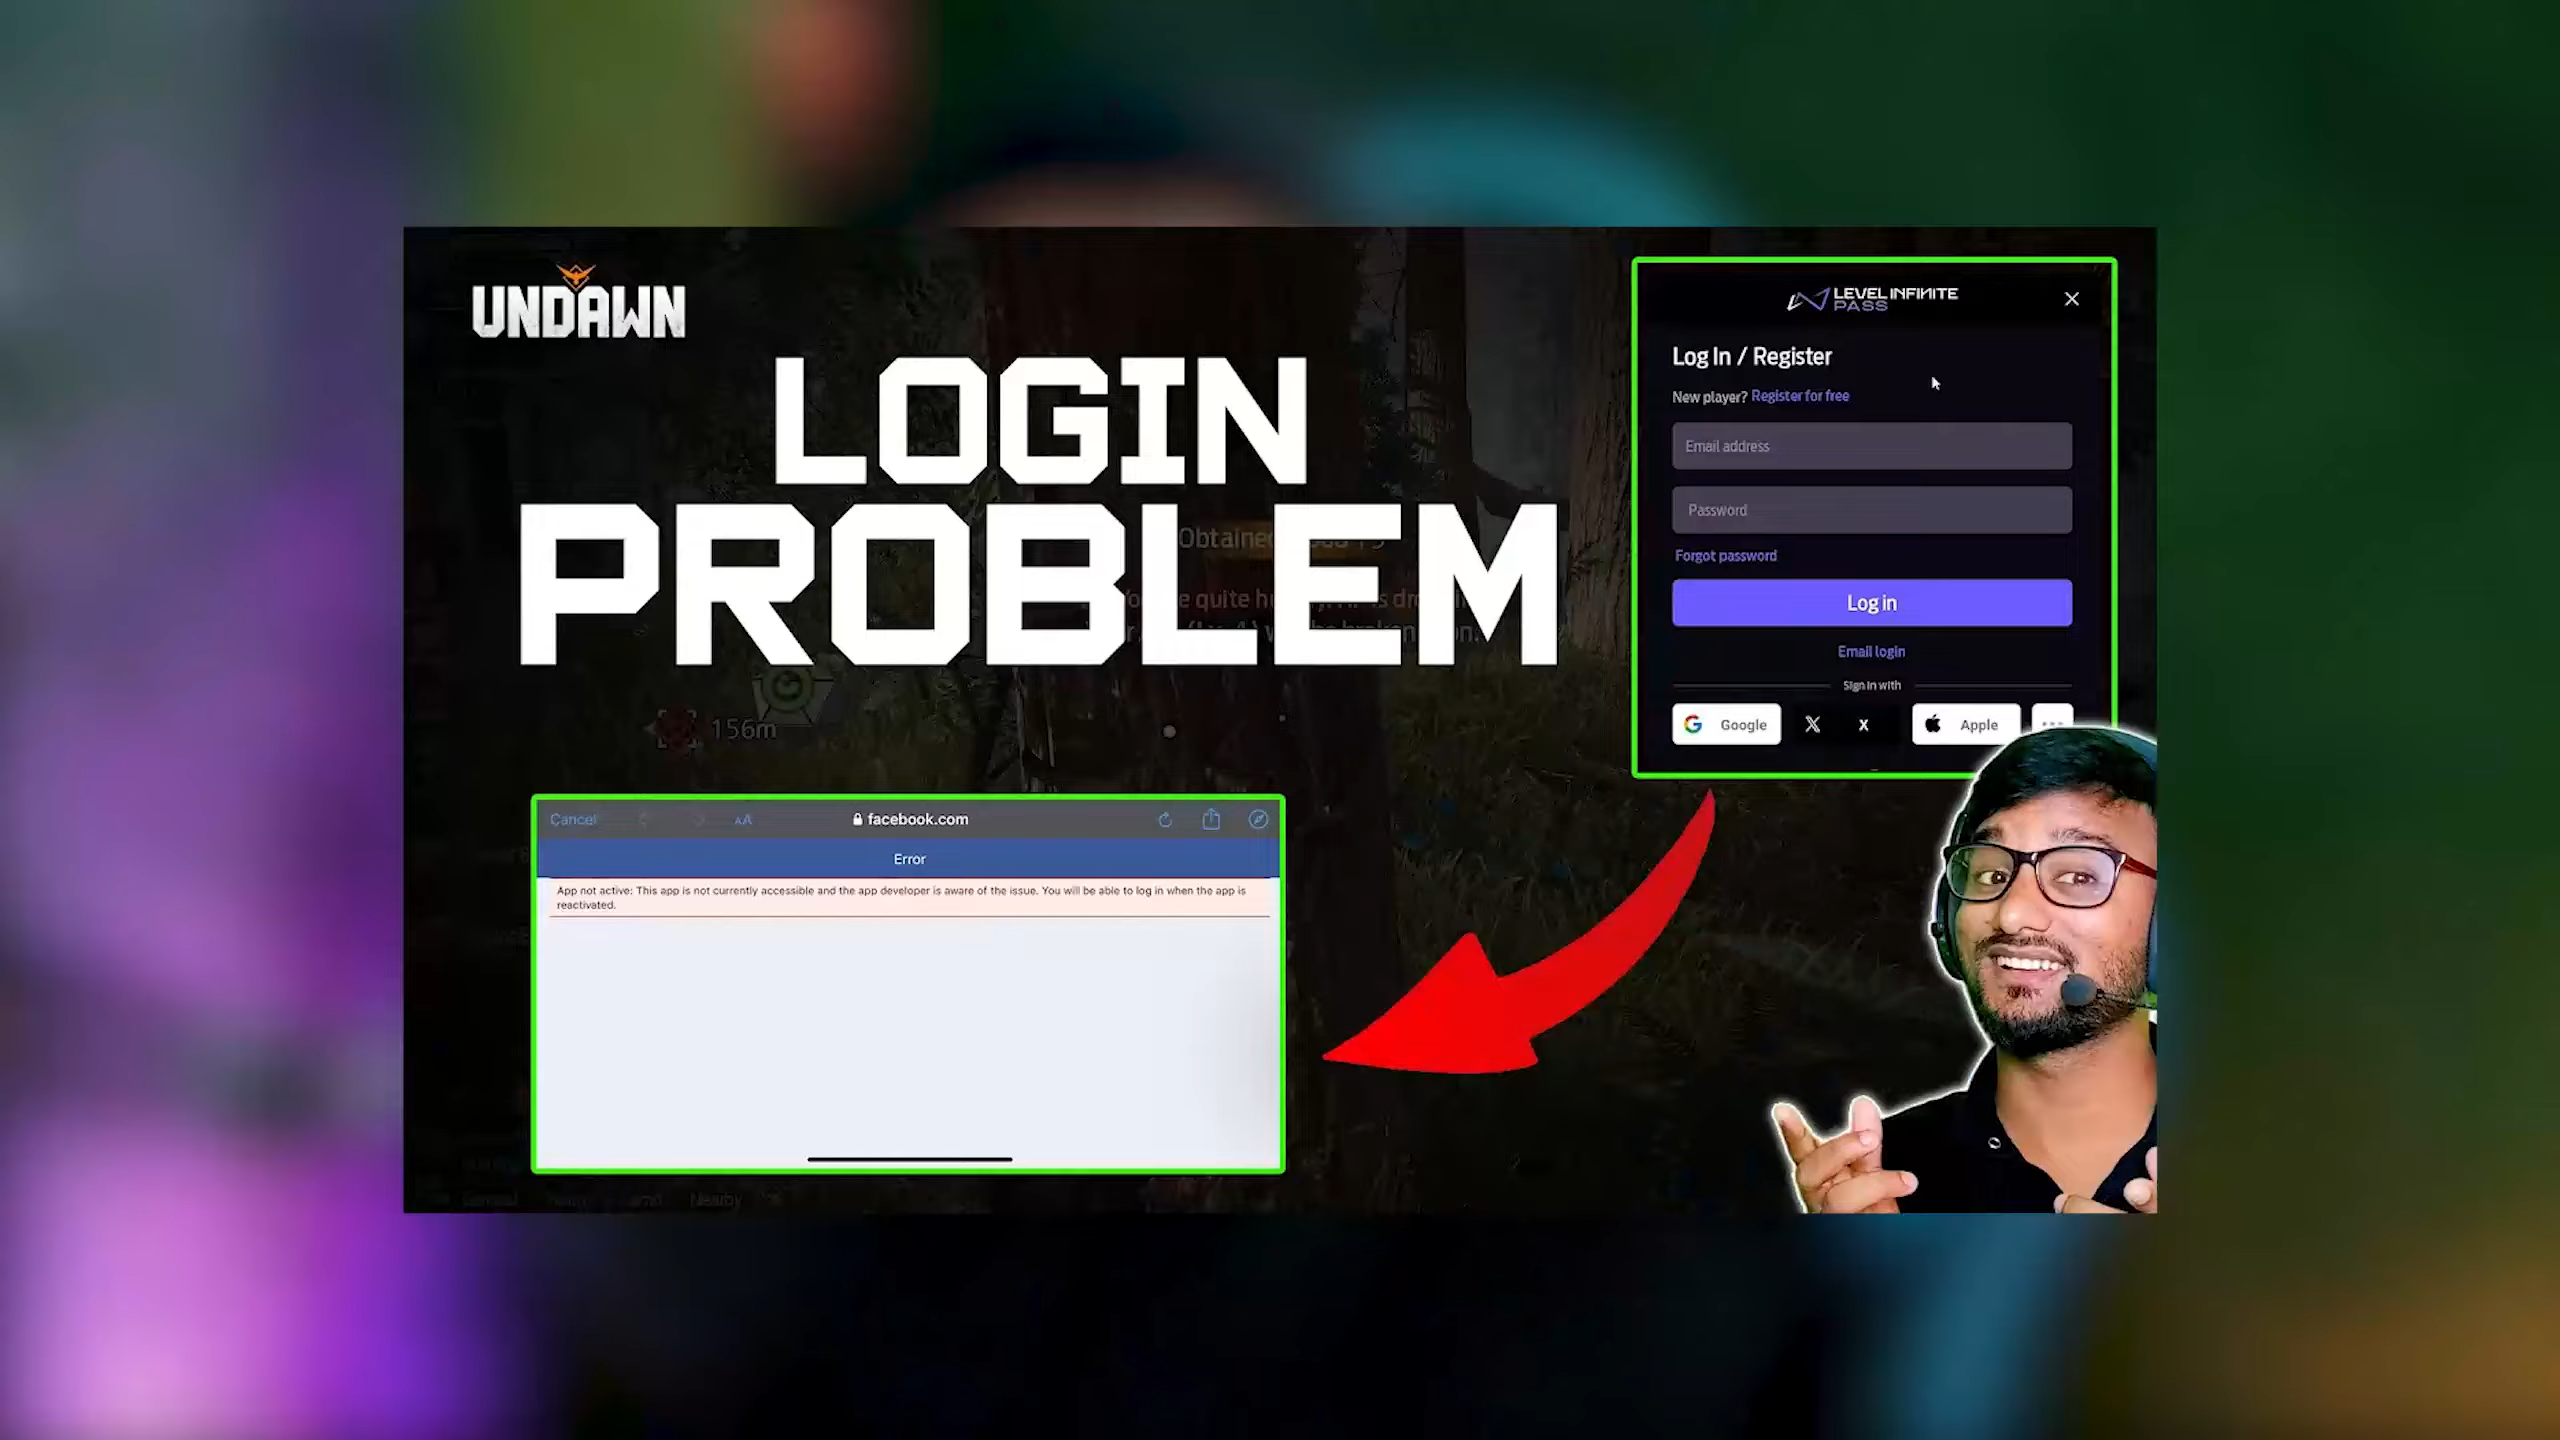 UNDAWN
LOGIN
PROBLEM
Obtained
156m
Nearby
LEVEL INFINITE
PASS
Log In / Register
New player? Register for free
Email address
Password
Forgot password
Log in
Email login
Sign in with
Google
X
Apple
Cancel
AA
facebook.com
Error
App not active: This app is not currently accessible and the app developer is aware of the issue. You will be able to log in when the app is
reactivated.